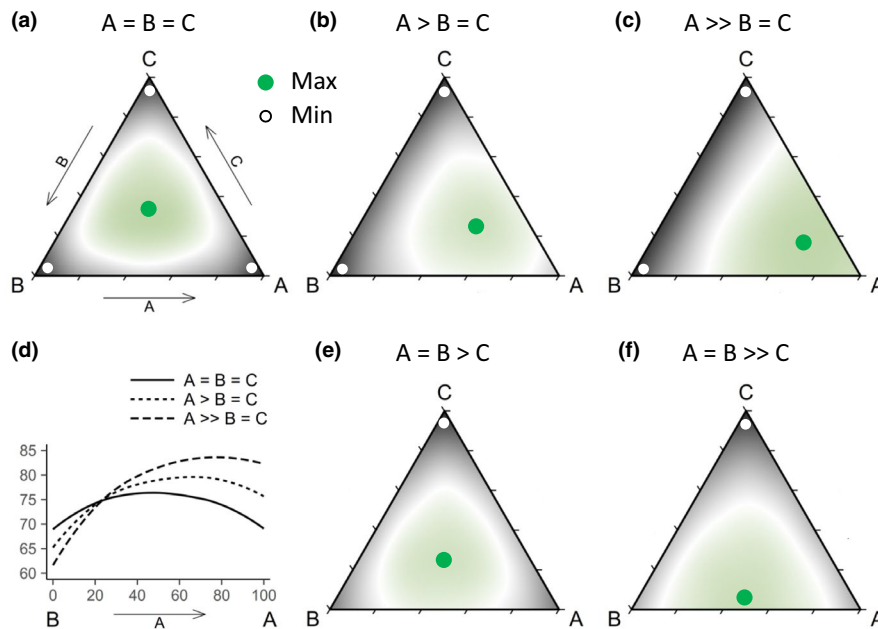 (a) A = B = C
(b) A > B = C
(c) A >> B = C
C
C
C
Max
Min
B
C
A
B
A
B
A
B
A
(d)
(e) A = B > C
(f) A = B >> C
A = B = C
A > B = C
A >> B = C
C
C
85
80
75
70
65
60
0 20 40 60 80 100
B
A
A
B
A
B
A